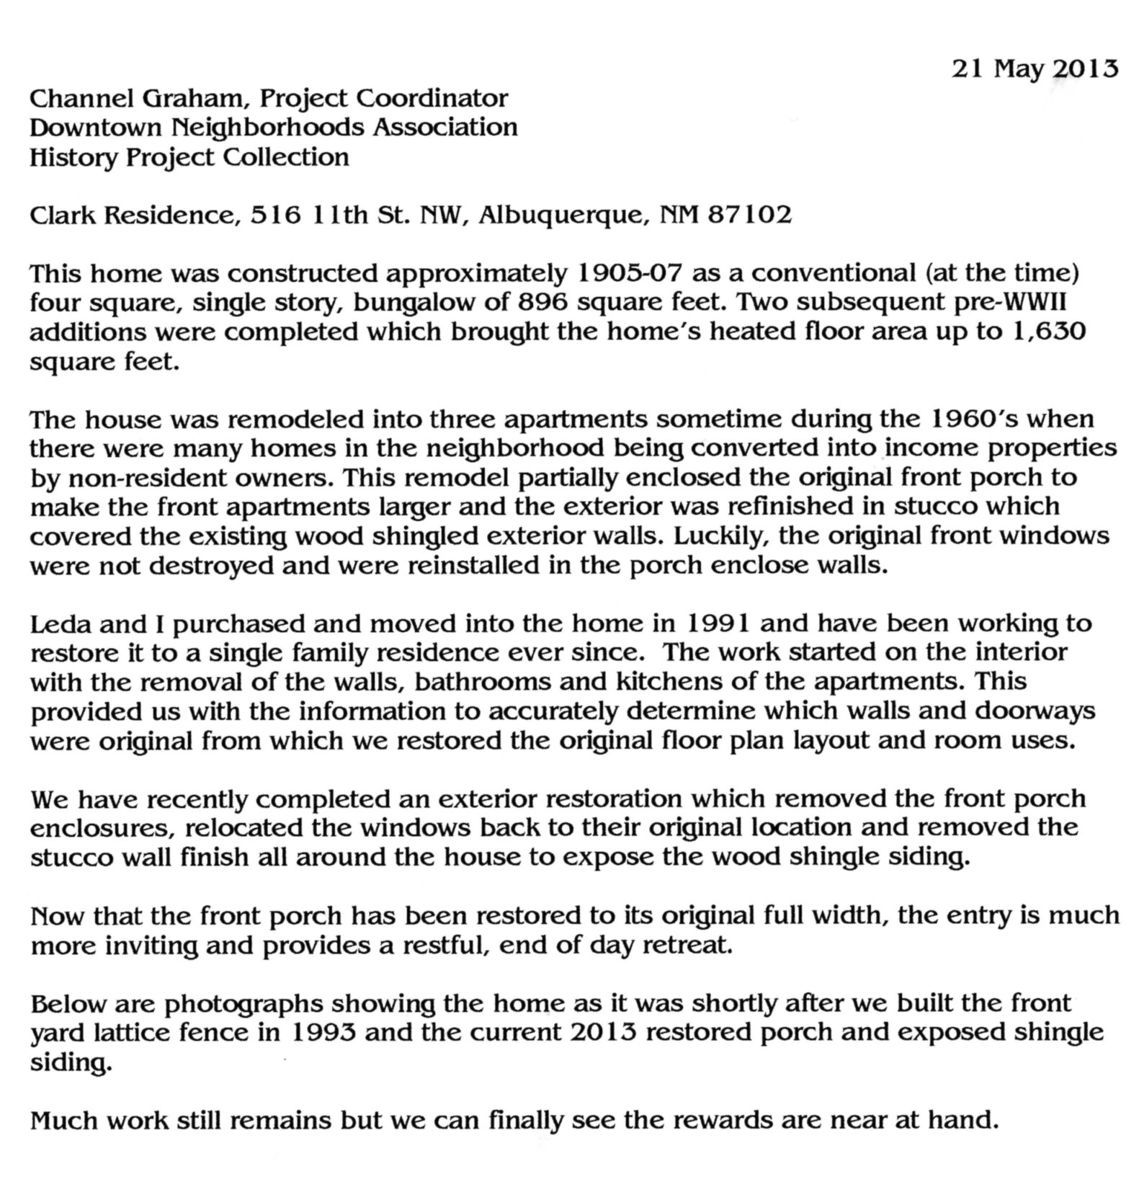 21 May 2013
Channel Graham, Project Coordinator
Downtown Neighborhoods Association
History Project Collection
Clark Residence, 516 11th St. NW, Albuquerque, NM 87102
This home was constructed approximately 1905-07 as a conventional (at the time)
four square, single story, bungalow of 896 square feet. Two subsequent pre-WWII
additions were completed which brought the home's heated floor area up to 1,630
square feet.
The house was remodeled into three apartments sometime during the 1960's when
there were many homes in the neighborhood being converted into income properties
by non-resident owners. This remodel partially enclosed the original front porch to
make the front apartments larger and the exterior was refinished in stucco which
covered the existing wood shingled exterior walls. Luckily, the original front windows
were not destroyed and were reinstalled in the porch enclose walls.
Leda and I purchased and moved into the home in 1991 and have been working to
restore it to a single family residence ever since.  The work started on the interior
with the removal of the walls, bathrooms and kitchens of the apartments. This
provided us with the information to accurately determine which walls and doorways
were original from which we restored the original floor plan layout and room uses.
We have recently completed an exterior restoration which removed the front porch
enclosures, relocated the windows back to their original location and removed the
stucco wall finish all around the house to expose the wood shingle siding.
Now that the front porch has been restored to its original full width, the entry is much
more inviting and provides a restful, end of day retreat.
Below are photographs showing the home as it was shortly after we built the front
yard lattice fence in 1993 and the current 2013 restored porch and exposed shingle
siding.
Much work still remains but we can finally see the rewards are near at hand.